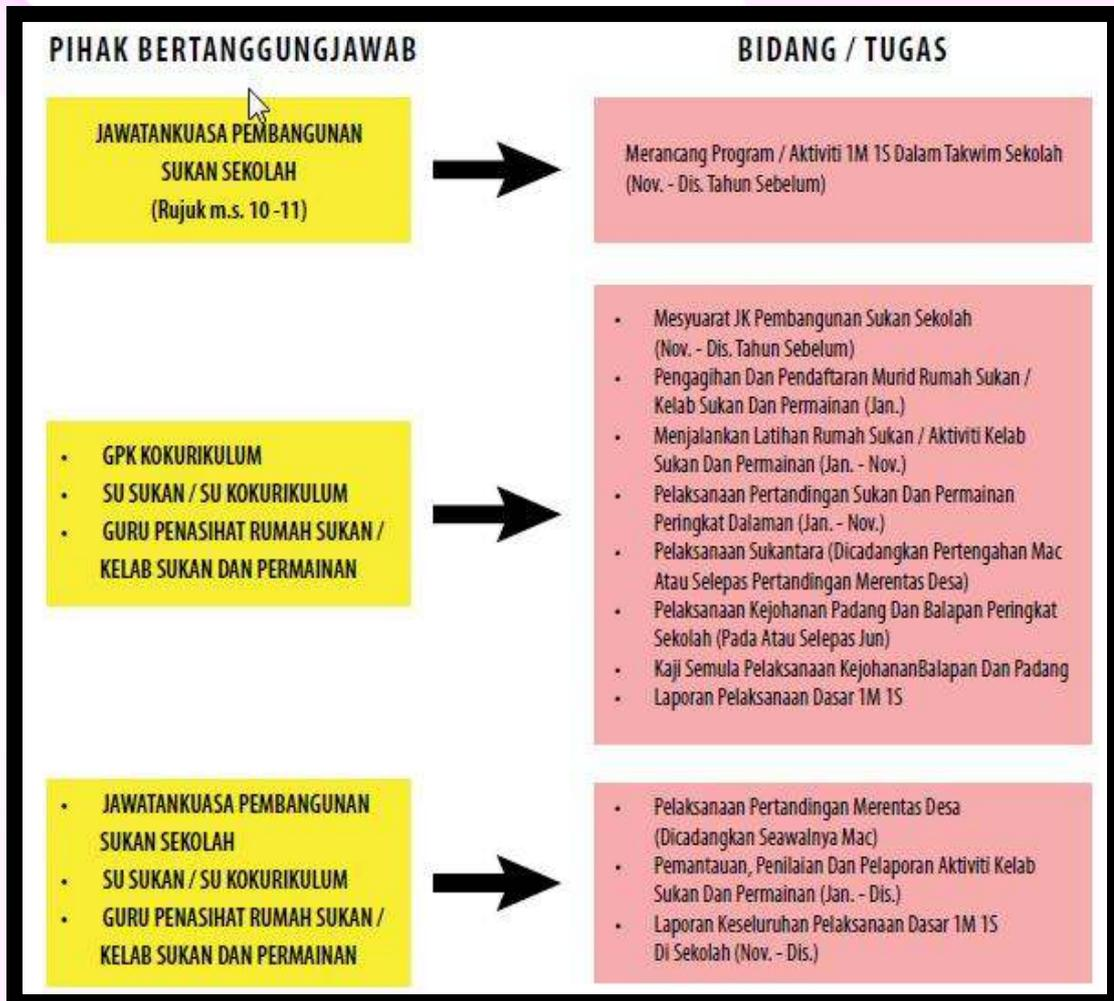 PIHAK BERTANGGUNGJAWAB
BIDANG / TUGAS
JAWATANKUASA PEMBANGUNAN
SUKAN SEKOLAH
(Rujuk m.s. 10 -11)
Merancang Program / Aktiviti 1M 1S Dalam Takwim Sekolah
(Nov. - Dis. Tahun Sebelum)
• GPK KOKURIKULUM
• SU SUKAN / SU KOKURIKULUM
• GURU PENASIHAT RUMAH SUKAN /
KELAB SUKAN DAN PERMAINAN
• Mesyuarat JK Pembangunan Sukan Sekolah
(Nov. - Dis. Tahun Sebelum)
• Pengagihan Dan Pendaftaran Murid Rumah Sukan /
Kelab Sukan Dan Permainan (Jan.)
• Menjalankan Latihan Rumah Sukan / Aktiviti Kelab
Sukan Dan Permainan (Jan. - Nov.)
• Pelaksanaan Pertandingan Sukan Dan Permainan
Peringkat Dalaman (Jan. - Nov.)
• Pelaksanaan Sukantara (Dicadangkan Pertengahan Mac
Atau Selepas Pertandingan Merentas Desa)
• Pelaksanaan Kejohanan Padang Dan Balapan Peringkat
Sekolah (Pada Atau Selepas Jun)
• Kaji Semula Pelaksanaan KejohananBalapan Dan Padang
• Laporan Pelaksanaan Dasar 1M 1S
• JAWATANKUASA PEMBANGUNAN
SUKAN SEKOLAH
• SU SUKAN / SU KOKURIKULUM
• GURU PENASIHAT RUMAH SUKAN /
KELAB SUKAN DAN PERMAINAN
• Pelaksanaan Pertandingan Merentas Desa
(Dicadangkan Seawalnya Mac)
• Pemantauan, Penilaian Dan Pelaporan Aktiviti Kelab
Sukan Dan Permainan (Jan. - Dis.)
• Laporan Keseluruhan Pelaksanaan Dasar 1M 1S
Di Sekolah (Nov. - Dis.)